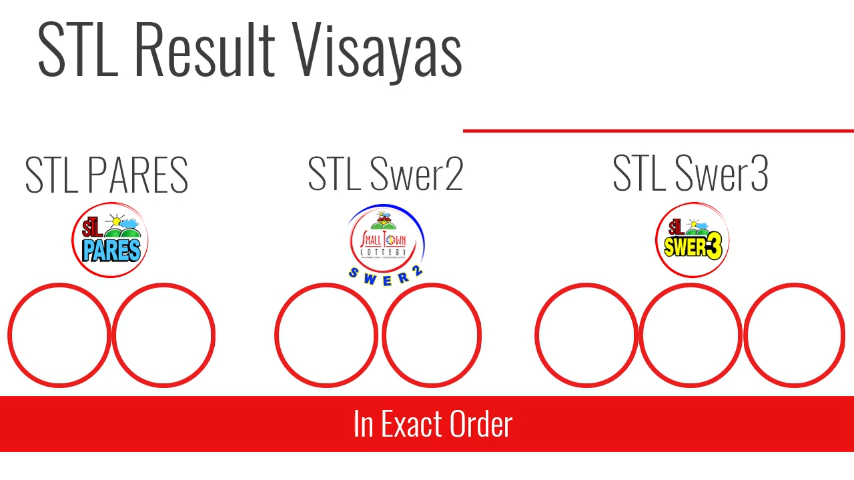 STL Result Visayas
STL PARES
STL Swer2
STL Swer3
STL
PARES
SMALL TOWN
LOTTERY
SWER2
STL
SWER3
In Exact Order